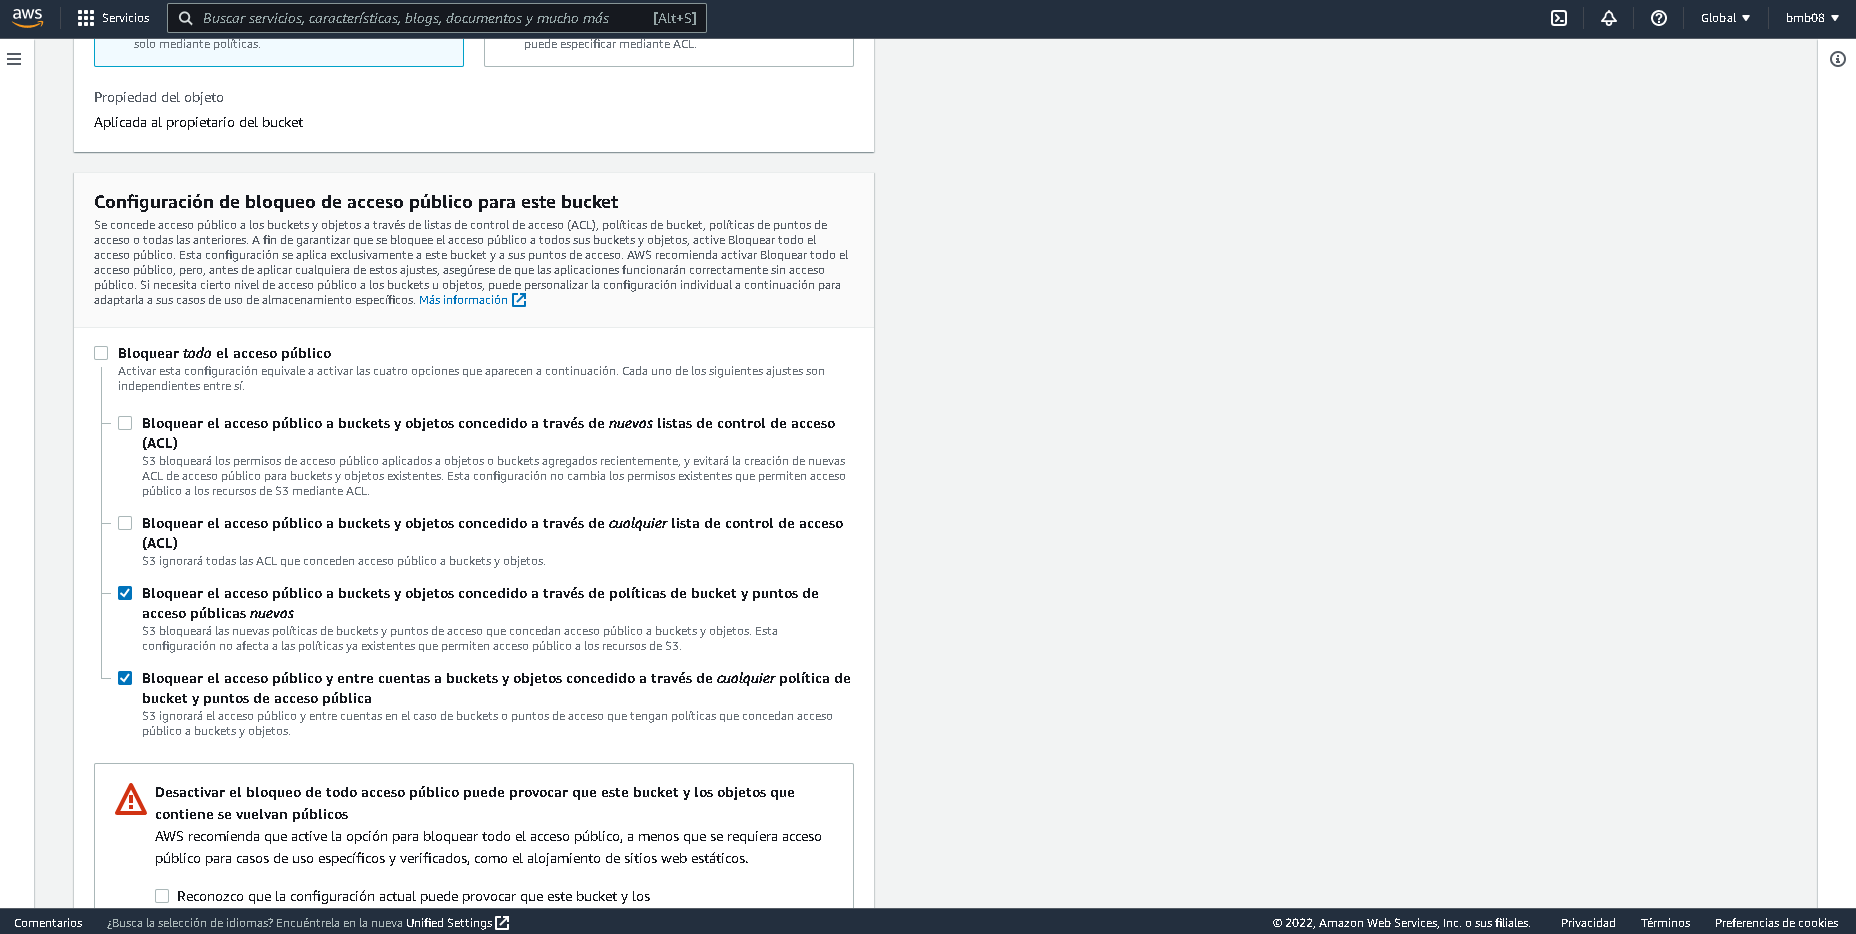 aws
Servicios
Buscar servicios, características, blogs, documentos y mucho más
[Alt+S]
Global
bmb08
solo mediante políticas.
puede especificar mediante ACL.
Propiedad del objeto
Aplicada al propietario del bucket
Configuración de bloqueo de acceso público para este bucket
Se concede acceso público a los buckets y objetos a través de listas de control de acceso (ACL), políticas de bucket, políticas de puntos de
acceso o todas las anteriores. A fin de garantizar que se bloquee el acceso público a todos sus buckets y objetos, active Bloquear todo el
acceso público. Esta configuración se aplica exclusivamente a este bucket y a sus puntos de acceso. AWS recomienda activar Bloquear todo el
acceso público, pero, antes de aplicar cualquiera de estos ajustes, asegúrese de que las aplicaciones funcionarán correctamente sin acceso
público. Si necesita cierto nivel de acceso público a los buckets u objetos, puede personalizar la configuración individual a continuación para
adaptarla a sus casos de uso de almacenamiento específicos. Más información
Bloquear todo el acceso público
Activar esta configuración equivale a activar las cuatro opciones que aparecen a continuación. Cada uno de los siguientes ajustes son
independientes entre sí.
Bloquear el acceso público a buckets y objetos concedido a través de nuevas listas de control de acceso
(ACL)
S3 bloqueará los permisos de acceso público aplicados a objetos o buckets agregados recientemente, y evitará la creación de nuevas
ACL de acceso público para buckets y objetos existentes. Esta configuración no cambia los permisos existentes que permiten acceso
público a los recursos de S3 mediante ACL.
Bloquear el acceso público a buckets y objetos concedido a través de cualquier lista de control de acceso
(ACL)
S3 ignorará todas las ACL que conceden acceso público a buckets y objetos.
Bloquear el acceso público a buckets y objetos concedido a través de políticas de bucket y puntos de
acceso públicas nuevas
S3 bloqueará las nuevas políticas de buckets y puntos de acceso que concedan acceso público a buckets y objetos. Esta
configuración no afecta a las políticas ya existentes que permiten acceso público a los recursos de S3.
Bloquear el acceso público y entre cuentas a buckets y objetos concedido a través de cualquier política de
bucket y puntos de acceso pública
S3 ignorará el acceso público y entre cuentas en el caso de buckets o puntos de acceso que tengan políticas que concedan acceso
público a buckets y objetos.
Desactivar el bloqueo de todo acceso público puede provocar que este bucket y los objetos que
contiene se vuelvan públicos
AWS recomienda que active la opción para bloquear todo el acceso público, a menos que se requiera acceso
público para casos de uso específicos y verificados, como el alojamiento de sitios web estáticos.
Reconozco que la configuración actual puede provocar que este bucket y los
Comentarios
¿Busca la selección de idiomas? Encuéntrela en la nueva Unified Settings
© 2022, Amazon Web Services, Inc. o sus filiales.
Privacidad
Términos
Preferencias de cookies